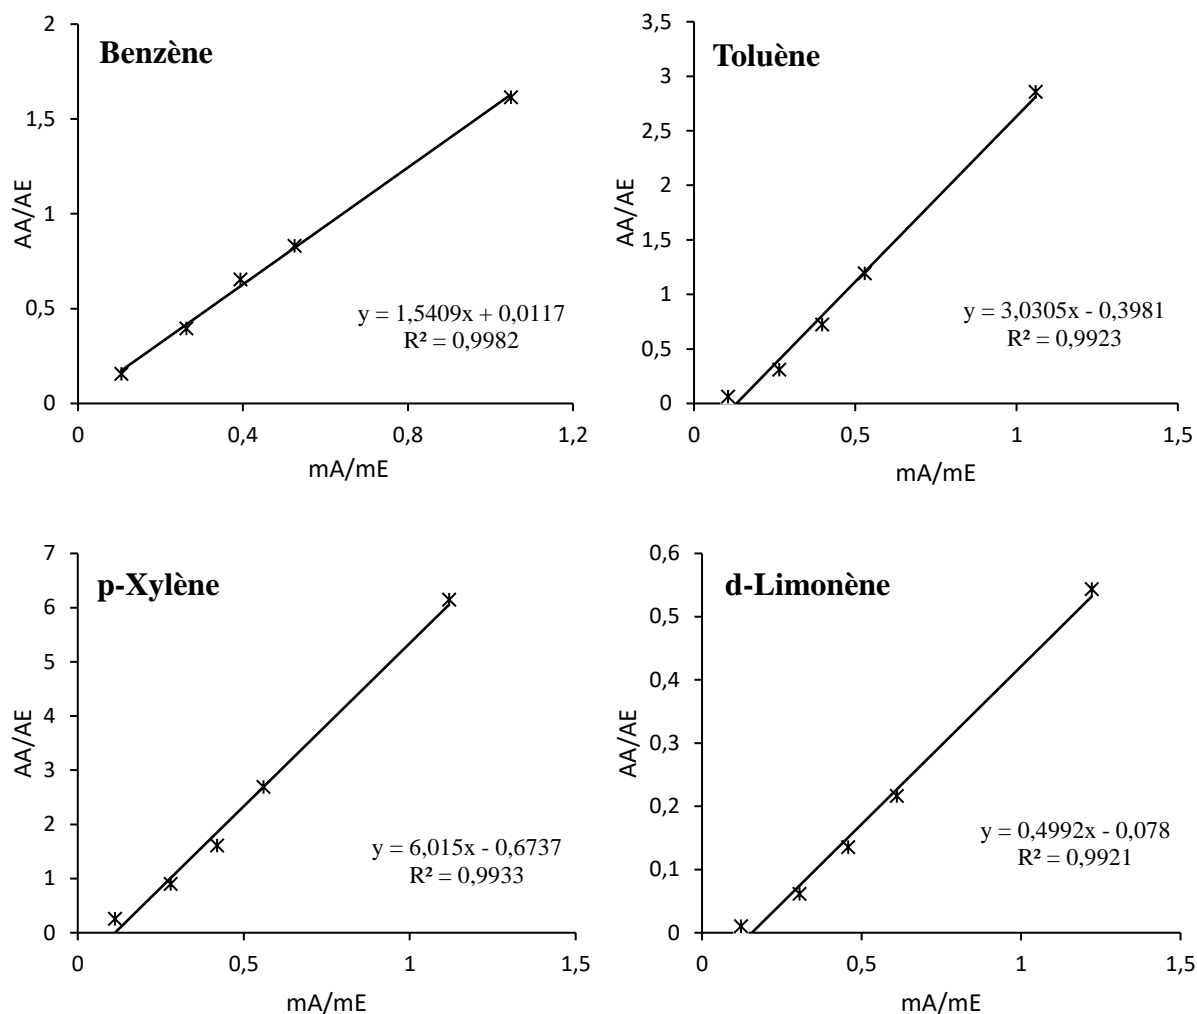 Benzène
2
1,5
1
0,5
0
AA/AE
y = 1,5409x + 0,0117
R² = 0,9982
0
0,4
0,8
1,2
mA/mE
Toluène
3,5
3
2,5
2
1,5
1
0,5
0
AA/AE
y = 3,0305x - 0,3981
R² = 0,9923
0
0,5
1
1,5
mA/mE
p-Xylène
7
6
5
4
3
2
1
0
AA/AE
y = 6,015x - 0,6737
R² = 0,9933
0
0,5
1
1,5
mA/mE
d-Limonène
0,6
0,5
0,4
0,3
0,2
0,1
0
AA/AE
y = 0,4992x - 0,078
R² = 0,9921
0
0,5
1
1,5
mA/mE